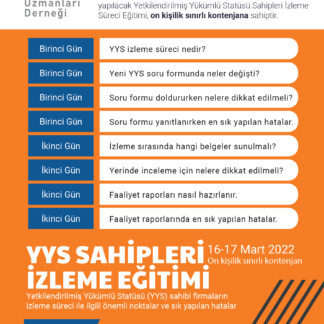 Uzmanları
Derneği
yapılacak Yetkilendirilmiş Yükümlü Statüsü Sahipleri İzleme
Süreci Eğitimi, on kişilik sınırlı kontenjana sahiptir.
Birinci Gün YYS izleme süreci nedir?
Birinci Gün Yeni YYS soru formunda neler değişti?
Birinci Gün Soru formu doldururken nelere dikkat edilmeli?
Birinci Gün Soru formu yanıtlanırken en sık yapılan hatalar.
İkinci Gün İzleme sırasında hangi belgeler sunulmalı?
İkinci Gün Yerinde inceleme için nelere dikkat edilmeli?
İkinci Gün Faaliyet raporları nasıl hazırlanır.
İkinci Gün Faaliyet raporlarında en sık yapılan hatalar.
YYS SAHİPLERİ
İZLEME EĞİTİMİ
16-17 Mart 2022
On kişilik sınırlı kontenjan
Yetkilendirilmiş Yükümlü Statüsü (YYS) sahibi firmaların
izleme süreci ile ilgili önemli noktalar ve sık yapılan hatalar